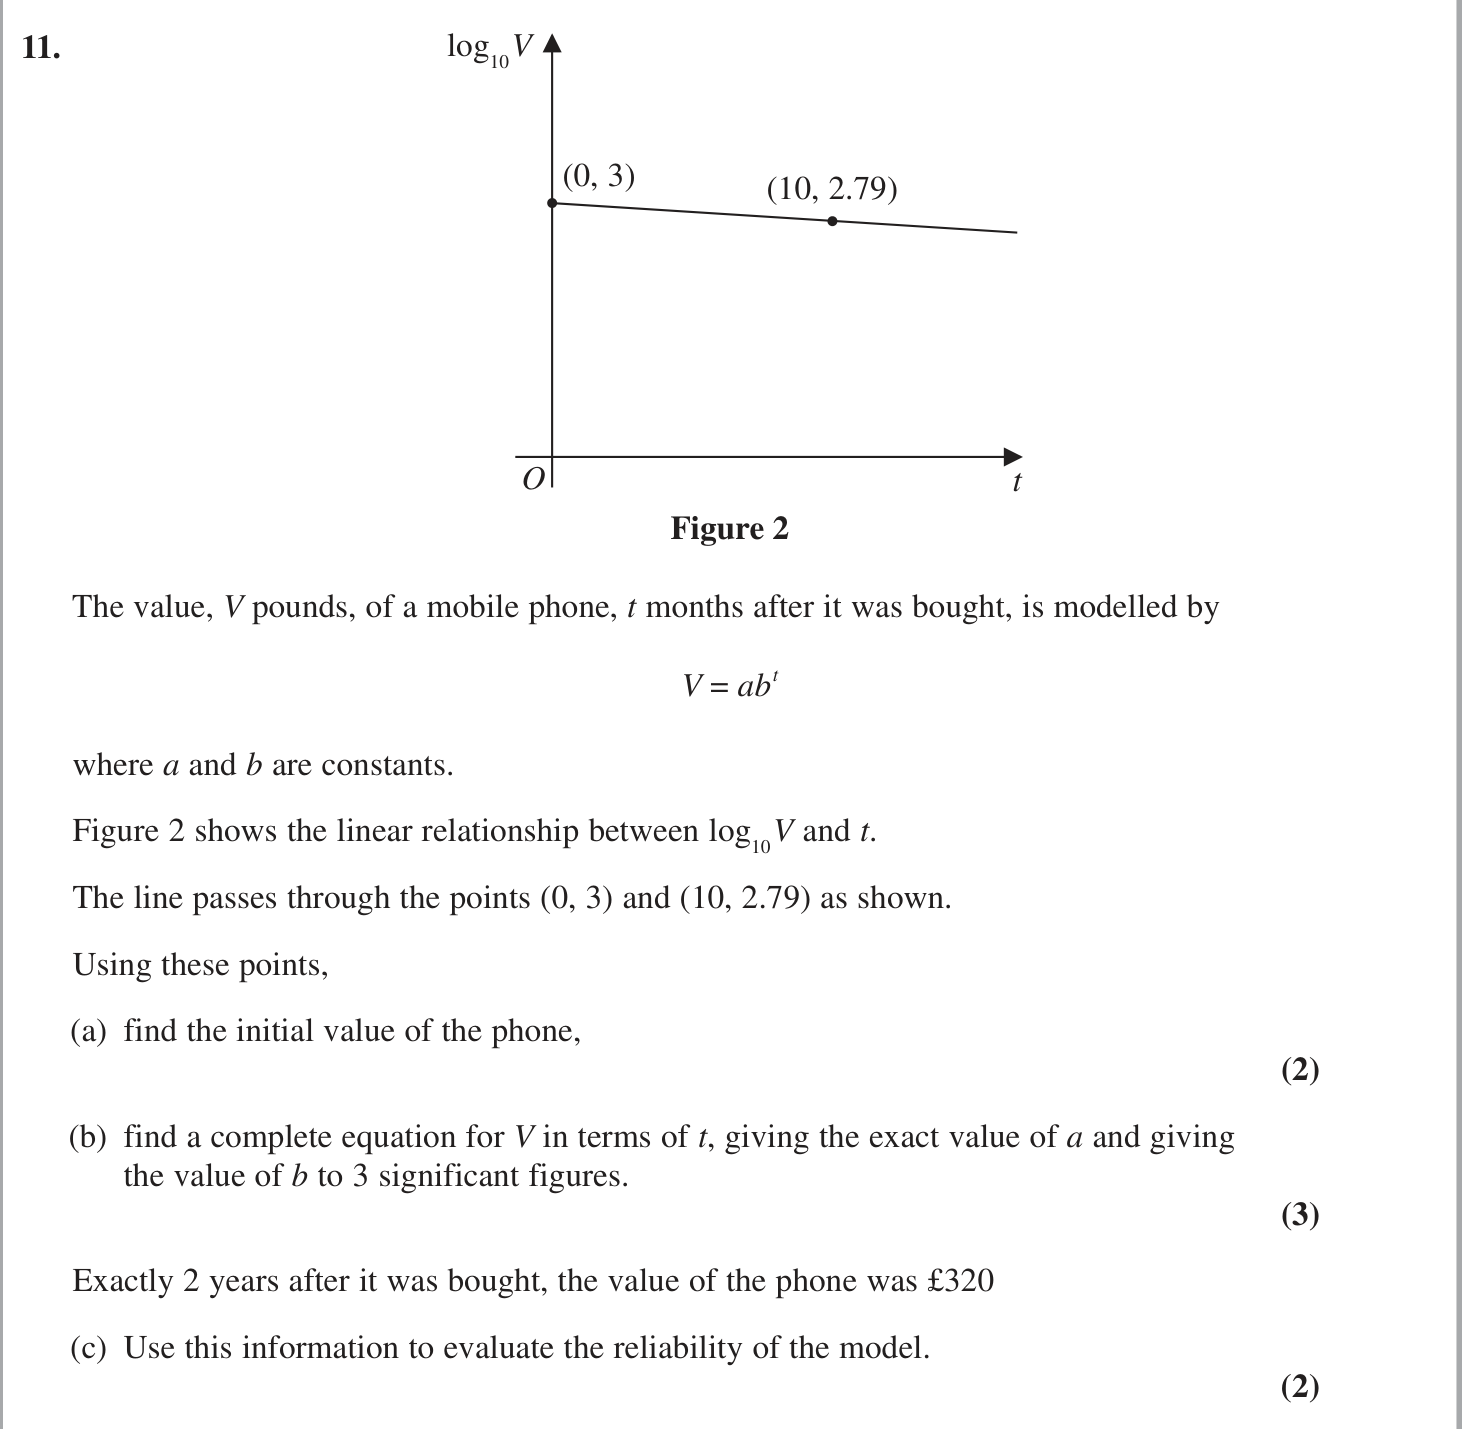 11.
log₁₀V
(0, 3)
(10, 2.79)
O
t
Figure 2
The value, V pounds, of a mobile phone, t months after it was bought, is modelled by
V = abᵗ
where a and b are constants.
Figure 2 shows the linear relationship between log₁₀V and t.
The line passes through the points (0, 3) and (10, 2.79) as shown.
Using these points,
(a) find the initial value of the phone,
(2)
(b) find a complete equation for V in terms of t, giving the exact value of a and giving
the value of b to 3 significant figures.
(3)
Exactly 2 years after it was bought, the value of the phone was £320
(c) Use this information to evaluate the reliability of the model.
(2)